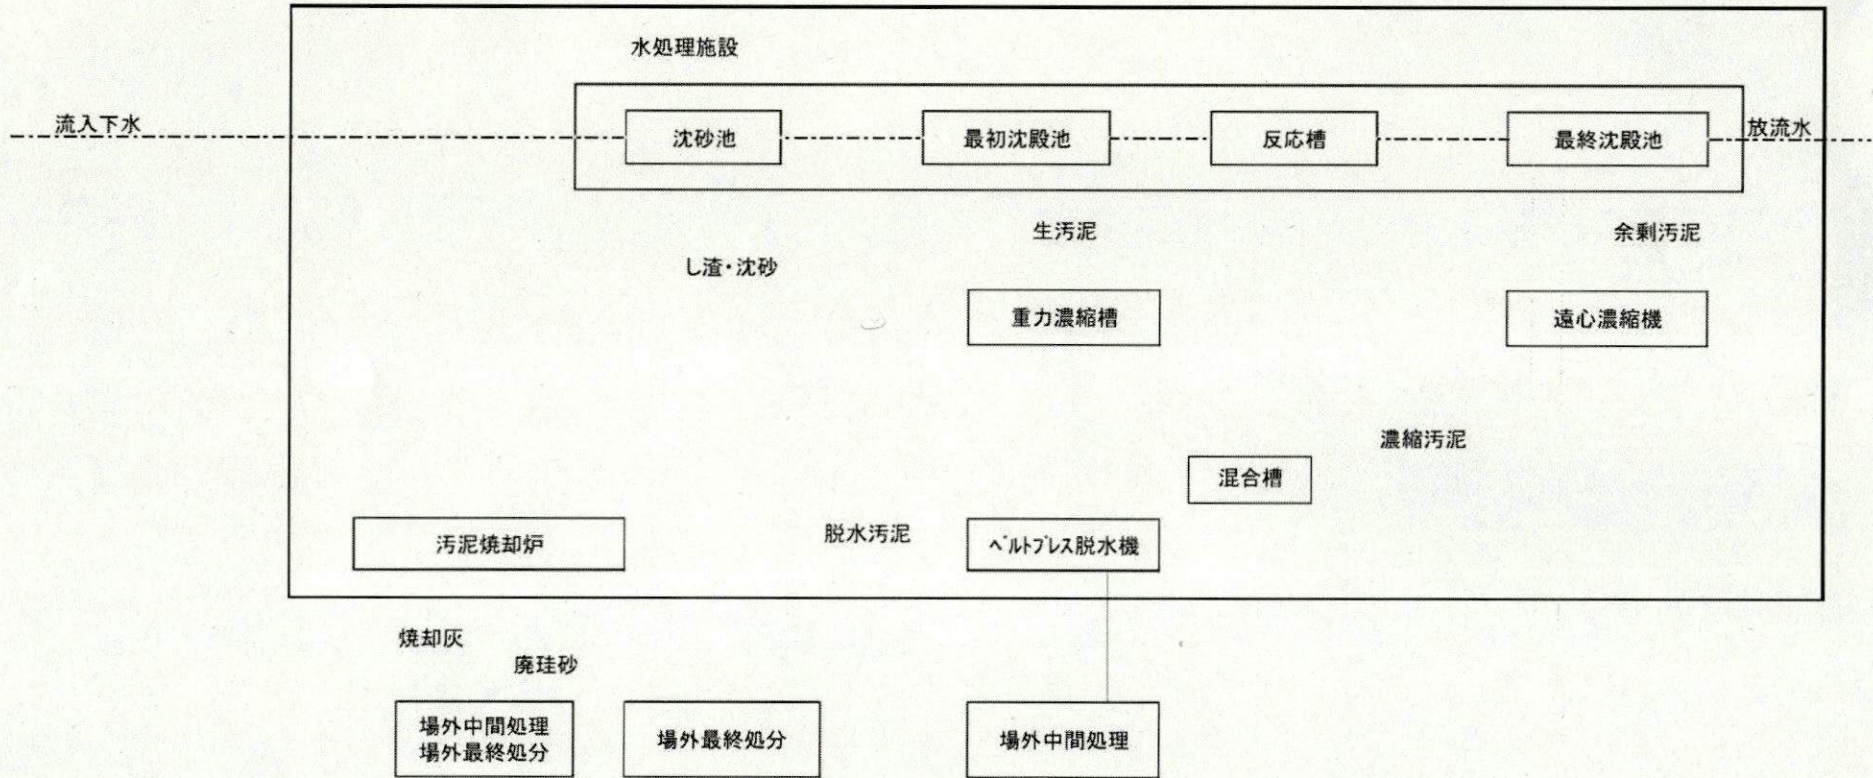 水処理施設
流入下水
沈砂池
最初沈殿池
反応槽
最終沈殿池
放流水
生汚泥
余剰汚泥
し渣・沈砂
重力濃縮槽
遠心濃縮機
濃縮汚泥
混合槽
汚泥焼却炉
脱水汚泥
ﾍﾞﾙﾄﾌﾟﾚｽ脱水機
焼却灰
廃珪砂
場外中間処理
場外最終処分
場外最終処分
場外中間処理